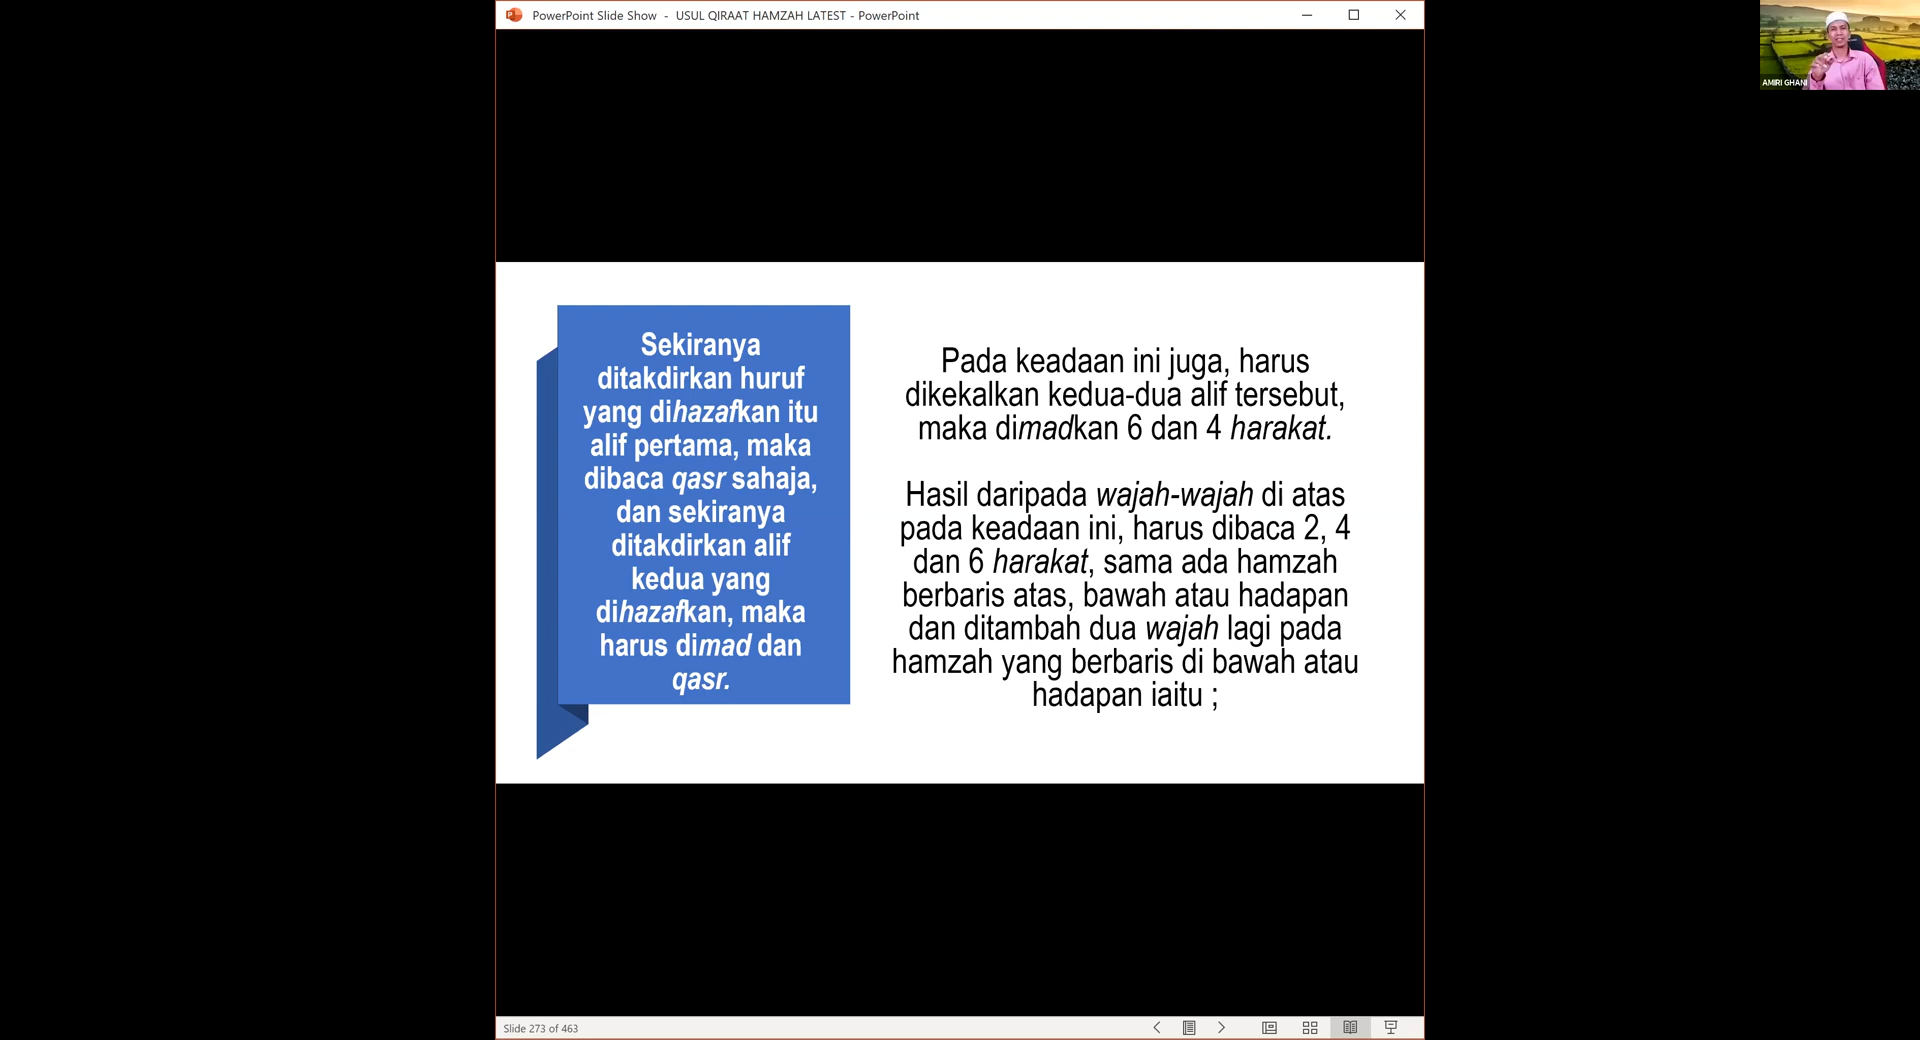 PowerPoint Slide Show - USUL QIRAAT HAMZAH LATEST - PowerPoint
AMIRI GHANI
Sekiranya
ditakdirkan huruf
yang dihazafkan itu
alif pertama, maka
dibaca qasr sahaja,
dan sekiranya
ditakdirkan alif
kedua yang
dihazafkan, maka
harus dimad dan
qasr.
Pada keadaan ini juga, harus
dikekalkan kedua-dua alif tersebut,
maka dimadkan 6 dan 4 harakat.
Hasil daripada wajah-wajah di atas
pada keadaan ini, harus dibaca 2, 4
dan 6 harakat, sama ada hamzah
berbaris atas, bawah atau hadapan
dan ditambah dua wajah lagi pada
hamzah yang berbaris di bawah atau
hadapan iaitu ;
Slide 273 of 463